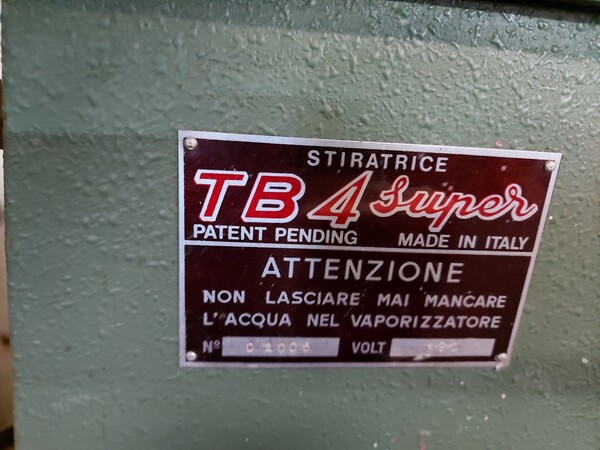 STIRATRICE
TB 4 super
PATENT PENDING MADE IN ITALY
ATTENZIONE
NON LASCIARE MAI MANCARE
L'ACQUA NEL VAPORIZZATORE
Nº VOLT